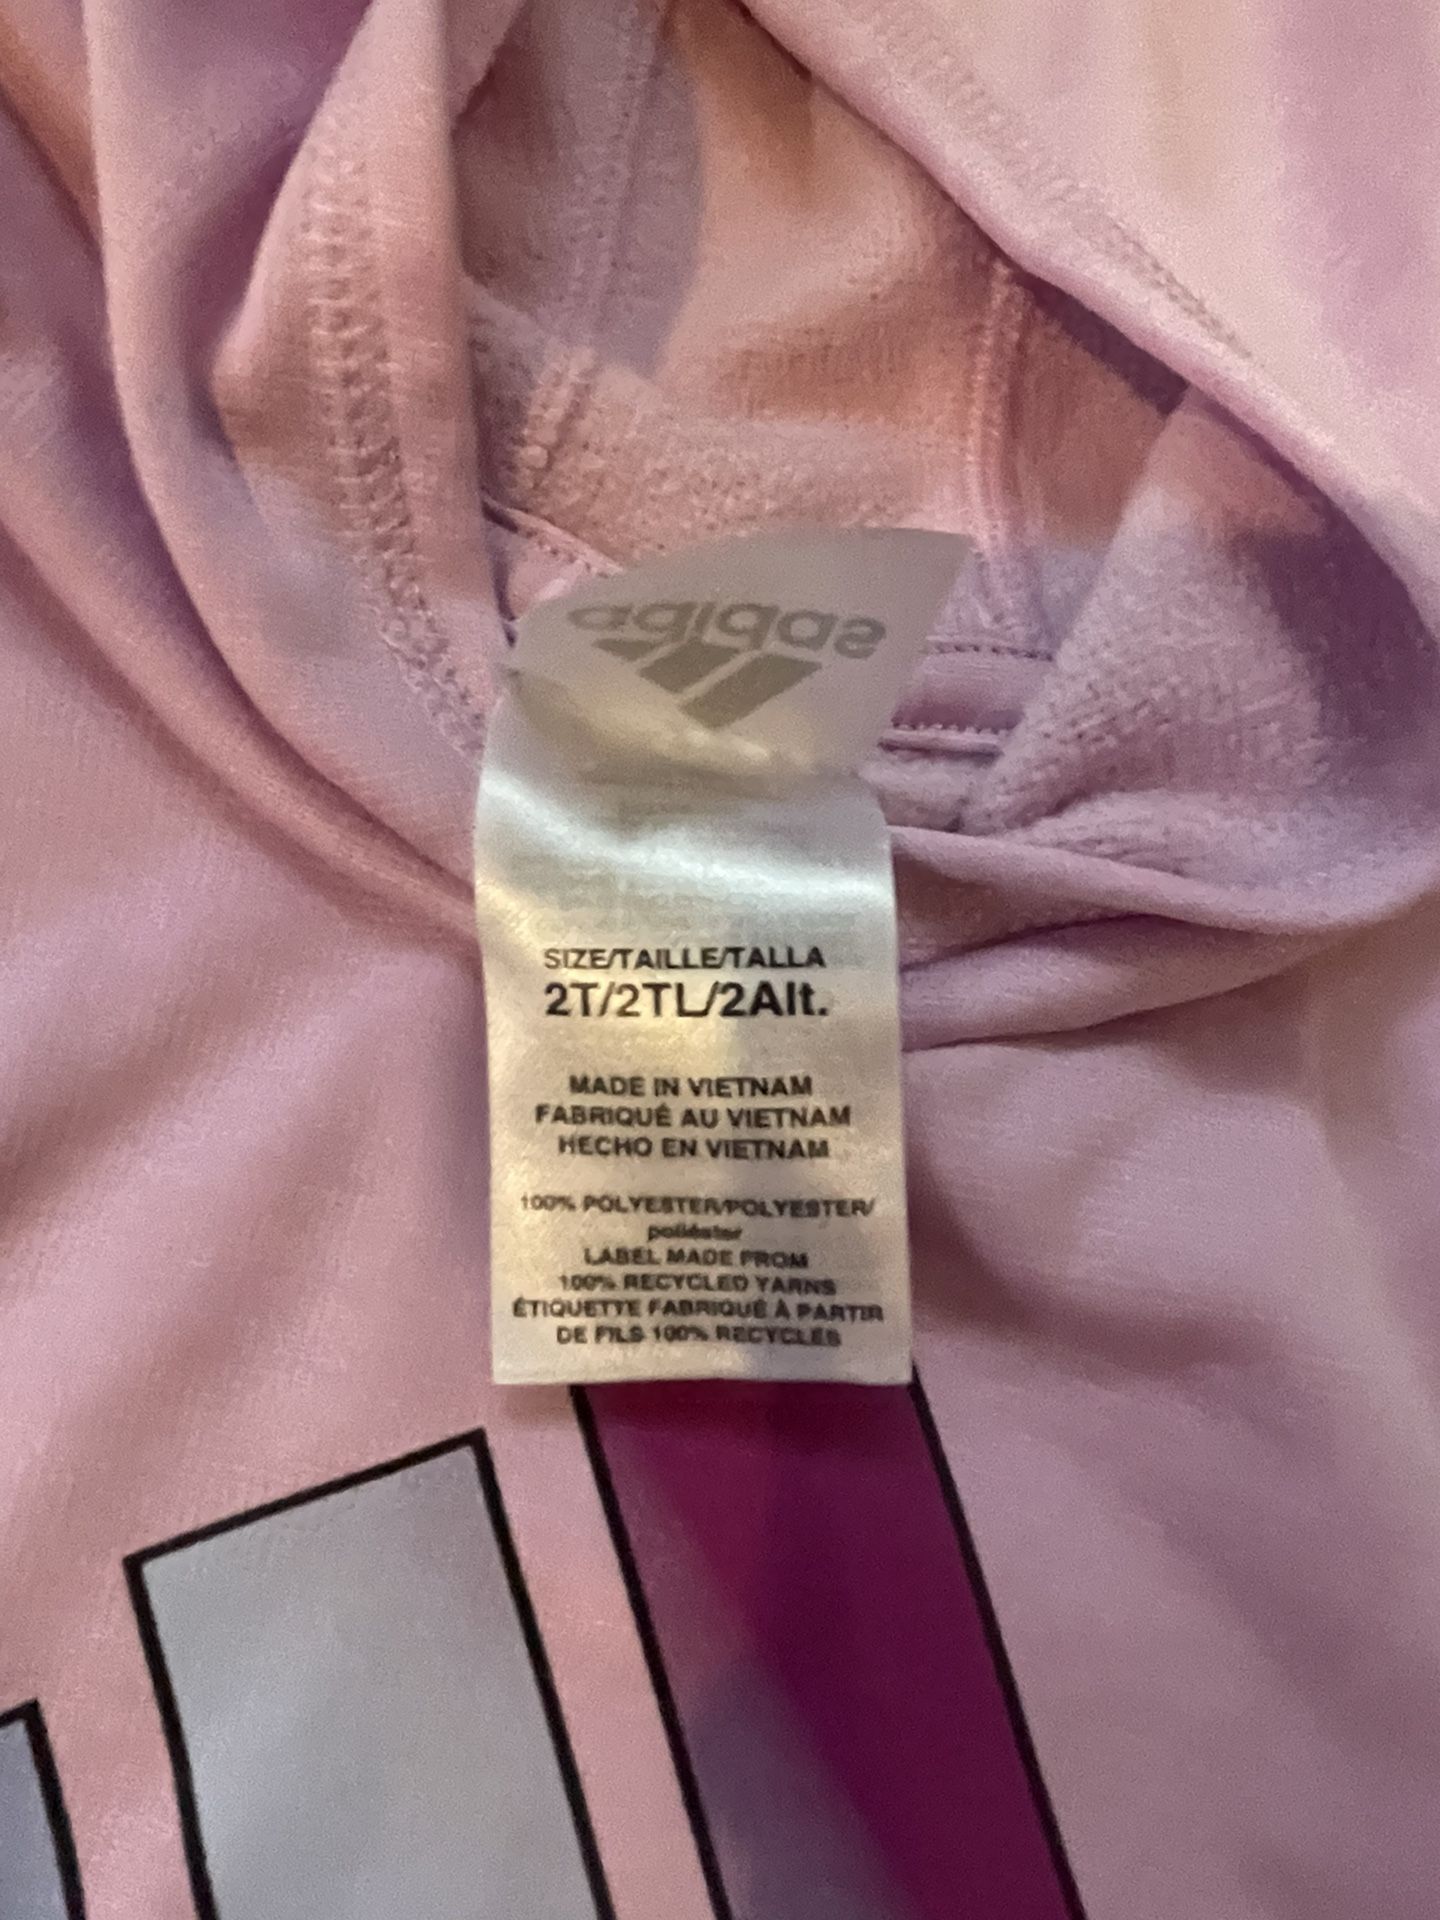 adidas
SIZE/TAILLE/TALLA
2T/2TL/2Alt.
MADE IN VIETNAM
FABRIQUÉ AU VIETNAM
HECHO EN VIETNAM
100% POLYESTER/POLYESTER/
poliéster
LABEL MADE FROM
100% RECYCLED YARNS
ÉTIQUETTE FABRIQUÉ À PARTIR
DE FILS 100% RECYCLÉS